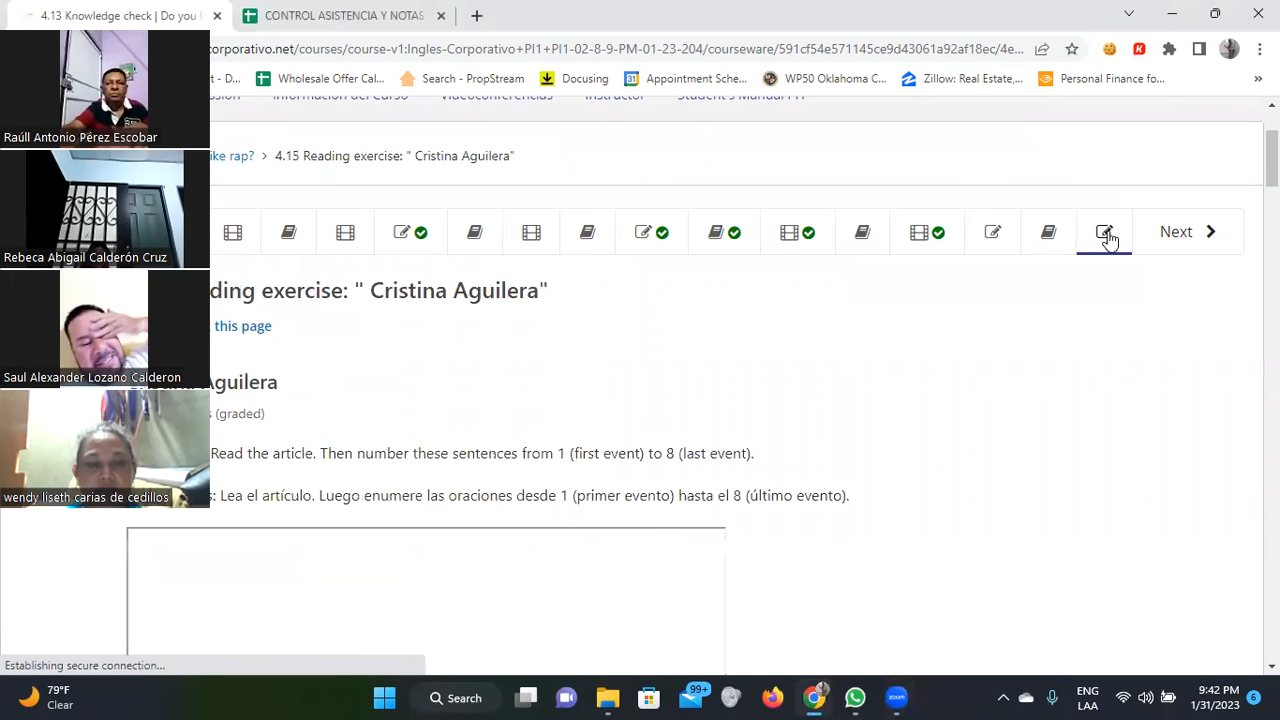 4.13 Knowledge check | Do you l
CONTROL ASISTENCIA Y NOTAS
corporativo.net/courses/course-v1:Ingles-Corporativo+PI1+PI1-02-8-9-PM-01-23-204/courseware/591cf54e571145ce9d43061a92af18ec/4e...
- D...
Wholesale Offer Cal...
Search - PropStream
Docusing
Appointment Sche...
WP50 Oklahoma C...
Zillow: Real Estate,...
Personal Finance fo...
»
Información del Curso
Videoconferencias
Instructor
Student's Manual PI
ike rap? > 4.15 Reading exercise: " Cristina Aguilera"
Next
ding exercise: " Cristina Aguilera"
this page
Aguilera
s (graded)
Read the article. Then number these sentences from 1 (first event) to 8 (last event).
s: Lea el artículo. Luego enumere las oraciones desde 1 (primer evento) hasta el 8 (último evento).
Raúll Antonio Pérez Escobar
Rebeca Abigail Calderón Cruz
Saul Alexander Lozano Calderon
wendy liseth carias de cedillos
Establishing secure connection...
79°F
Clear
Search
99+
ENG
LAA
9:42 PM
1/31/2023
6